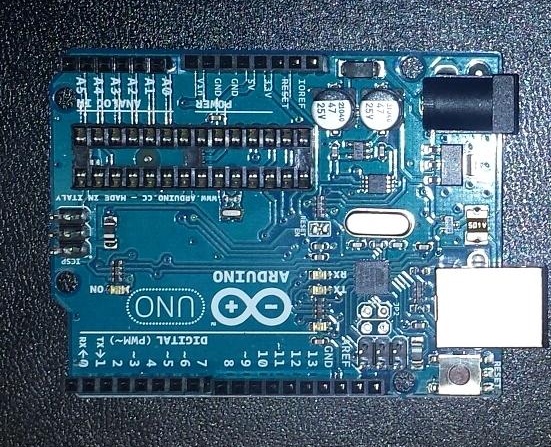 IOREF
RESET
3.3V
5V
GND
GND
VIN
POWER
A0
A1
A2
A3
A4
A5
ANALOG IN
47
25V
47
25V
WWW.ARDUINO.CC - MADE IN ITALY
RESET
EN
ICSP
ON
RX
TX
ARDUINO
UNO
DIGITAL (PWM~)
AREF
GND
13
12
~11
~10
~9
8
7
~6
~5
4
~3
2
TX→1
RX←0
RESET